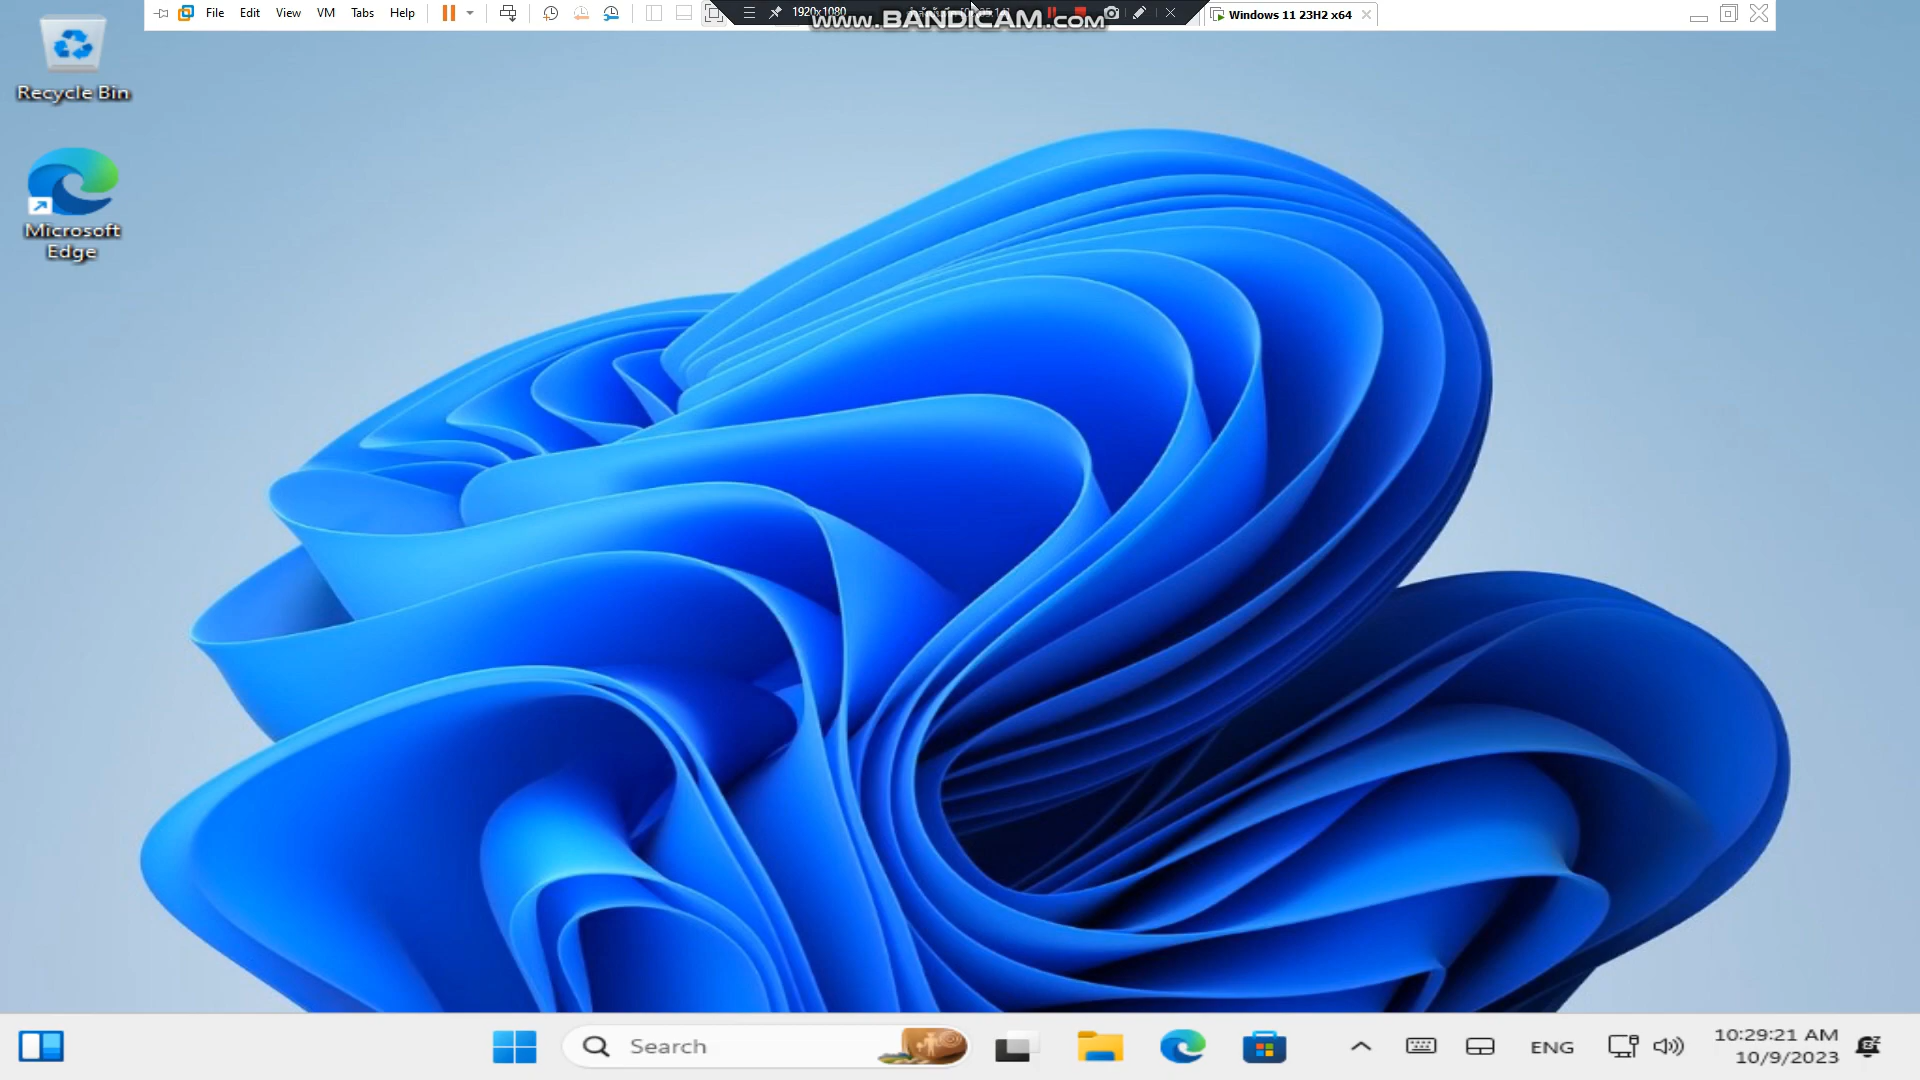 File Edit View VM Tabs Help
1920x1080
www.BANDICAM.com
Windows 11 23H2 x64
Recycle Bin
Microsoft
Edge
Search
ENG
10:29:21 AM
10/9/2023